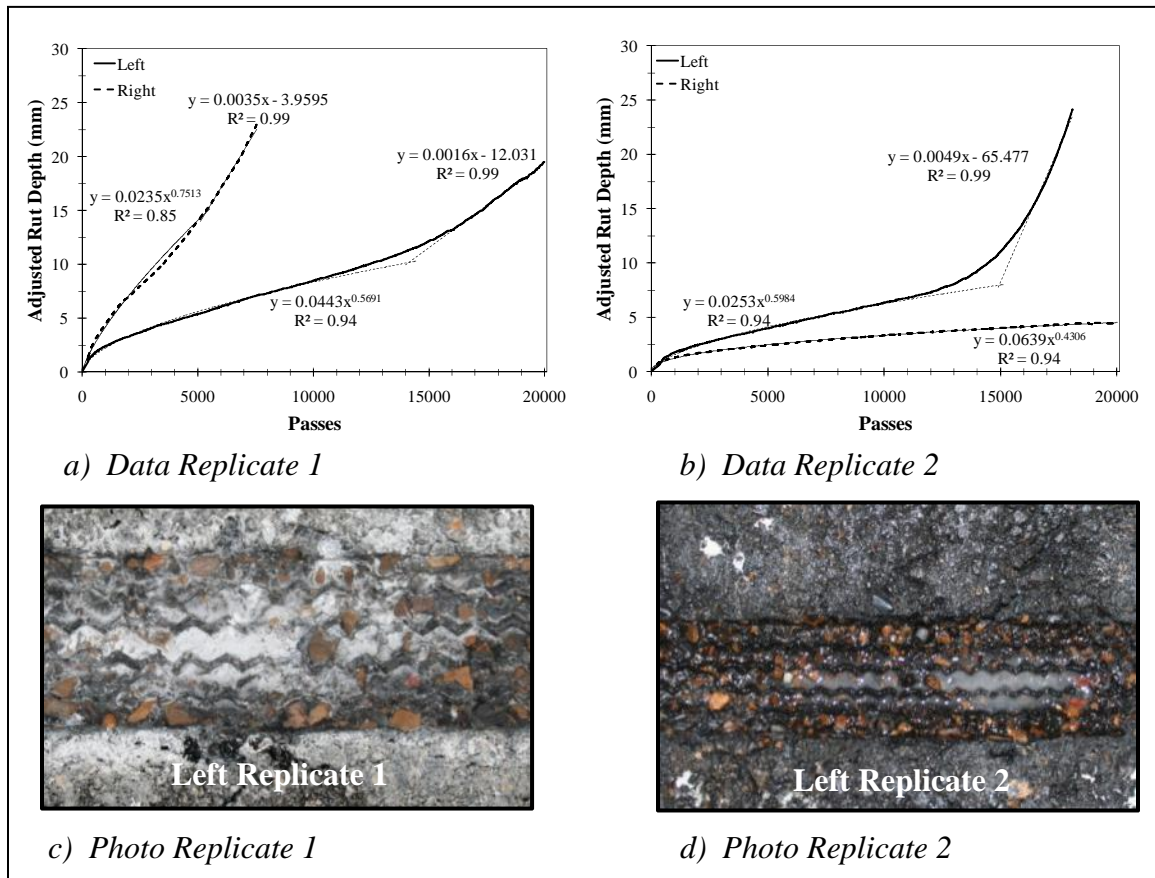 30
25
20
15
10
5
0
Adjusted Rut Depth (mm)
Left
Right
y = 0.0035x - 3.9595
R² = 0.99
y = 0.0016x - 12.031
R² = 0.99
y = 0.0235x^0.7513
R² = 0.85
y = 0.0443x^0.5691
R² = 0.94
0 5000 10000 15000 20000
Passes
a) Data Replicate 1
30
25
20
15
10
5
0
Adjusted Rut Depth (mm)
Left
Right
y = 0.0049x - 65.477
R² = 0.99
y = 0.0253x^0.5984
R² = 0.94
y = 0.0639x^0.4306
R² = 0.94
0 5000 10000 15000 20000
Passes
b) Data Replicate 2
Left Replicate 1
c) Photo Replicate 1
Left Replicate 2
d) Photo Replicate 2